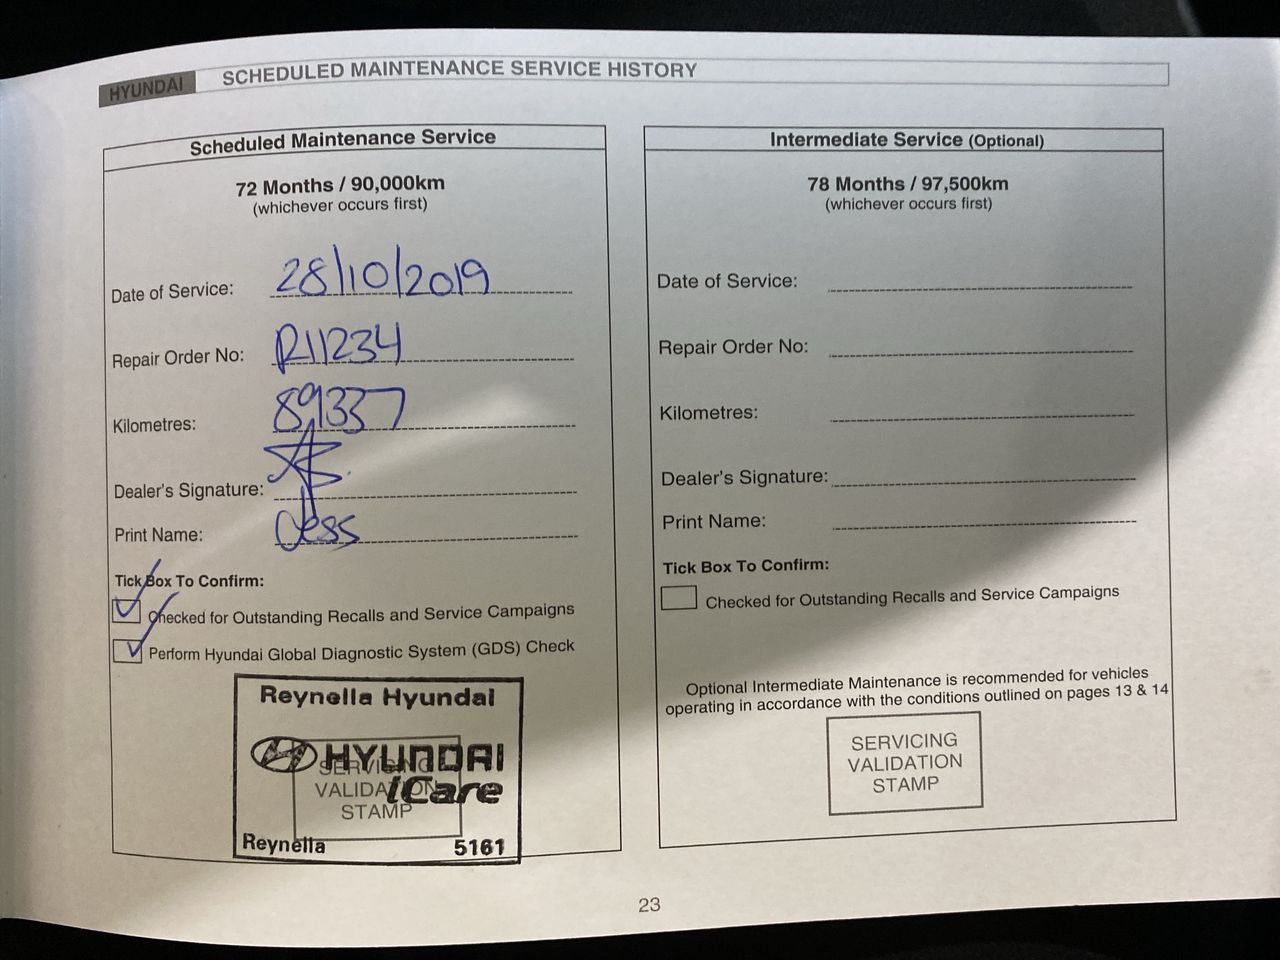 HYUNDAI
SCHEDULED MAINTENANCE SERVICE HISTORY
Scheduled Maintenance Service
72 Months / 90,000km
(whichever occurs first)
Date of Service: 28/10/2019
Repair Order No: R11234
Kilometres: 89337
Dealer's Signature:
Print Name: Jess
Tick Box To Confirm:
Checked for Outstanding Recalls and Service Campaigns
Perform Hyundai Global Diagnostic System (GDS) Check
Reynella Hyundai
HYUNDAI
iCare
Reynella 5161
SERVICING
VALIDATION
STAMP
Intermediate Service (Optional)
78 Months / 97,500km
(whichever occurs first)
Date of Service:
Repair Order No:
Kilometres:
Dealer's Signature:
Print Name:
Tick Box To Confirm:
Checked for Outstanding Recalls and Service Campaigns
Optional Intermediate Maintenance is recommended for vehicles
operating in accordance with the conditions outlined on pages 13 & 14
SERVICING
VALIDATION
STAMP
23